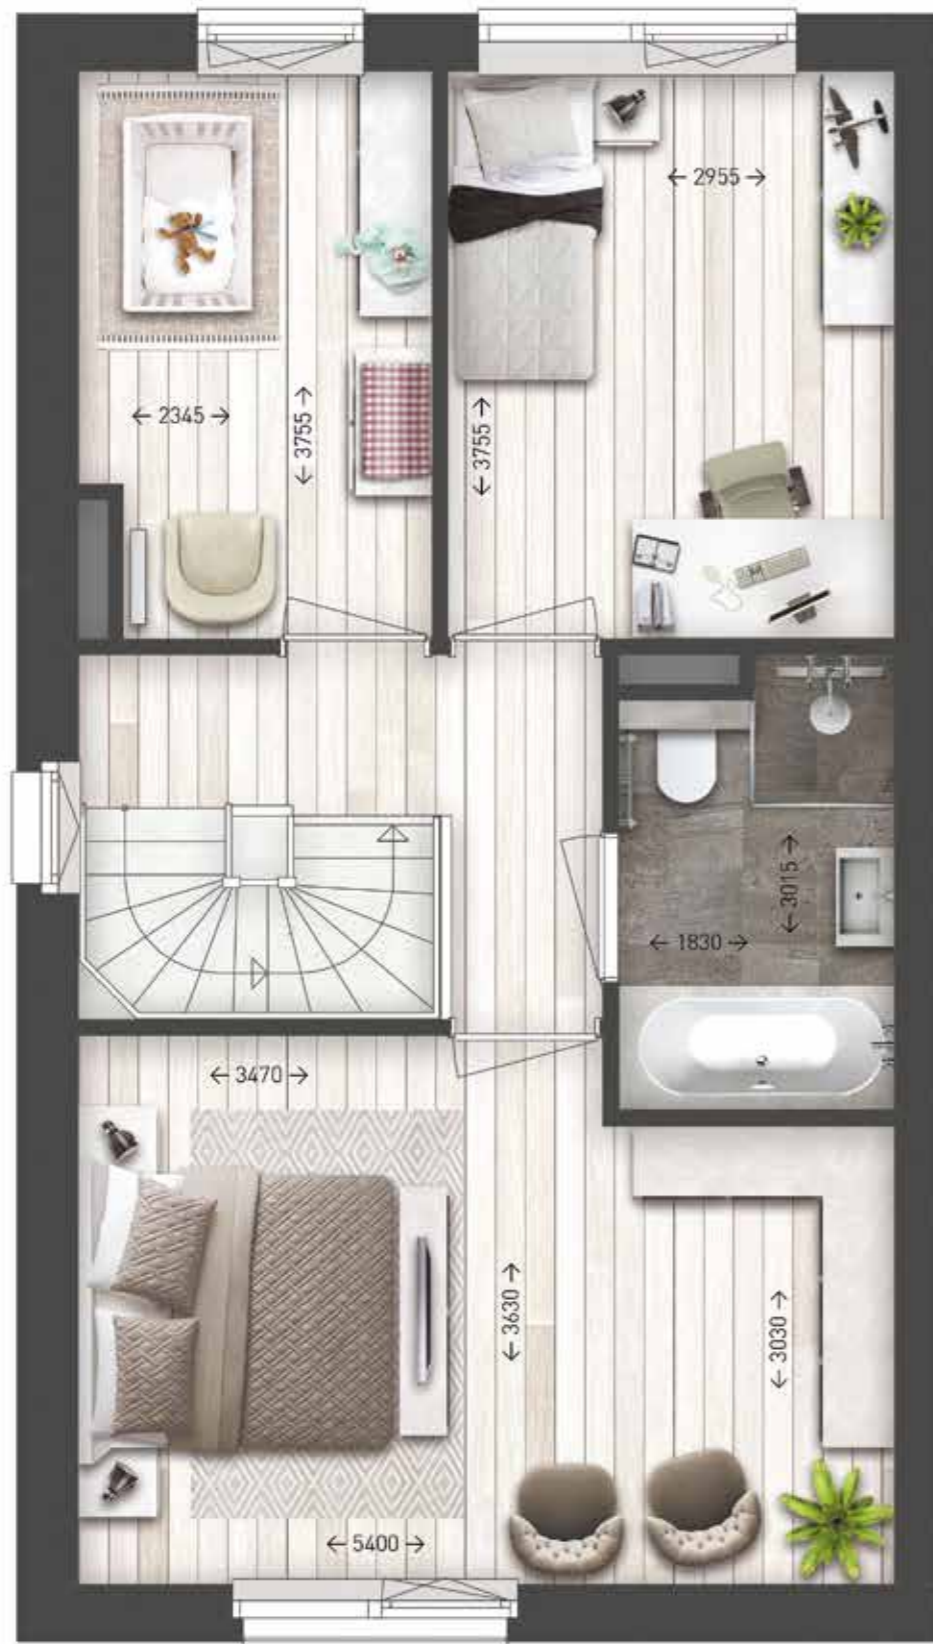 ← 2955 →
← 2345 →
← 3755 →
← 3755 →
← 3015 →
← 1830 →
← 3470 →
← 3630 →
← 3030 →
← 5400 →